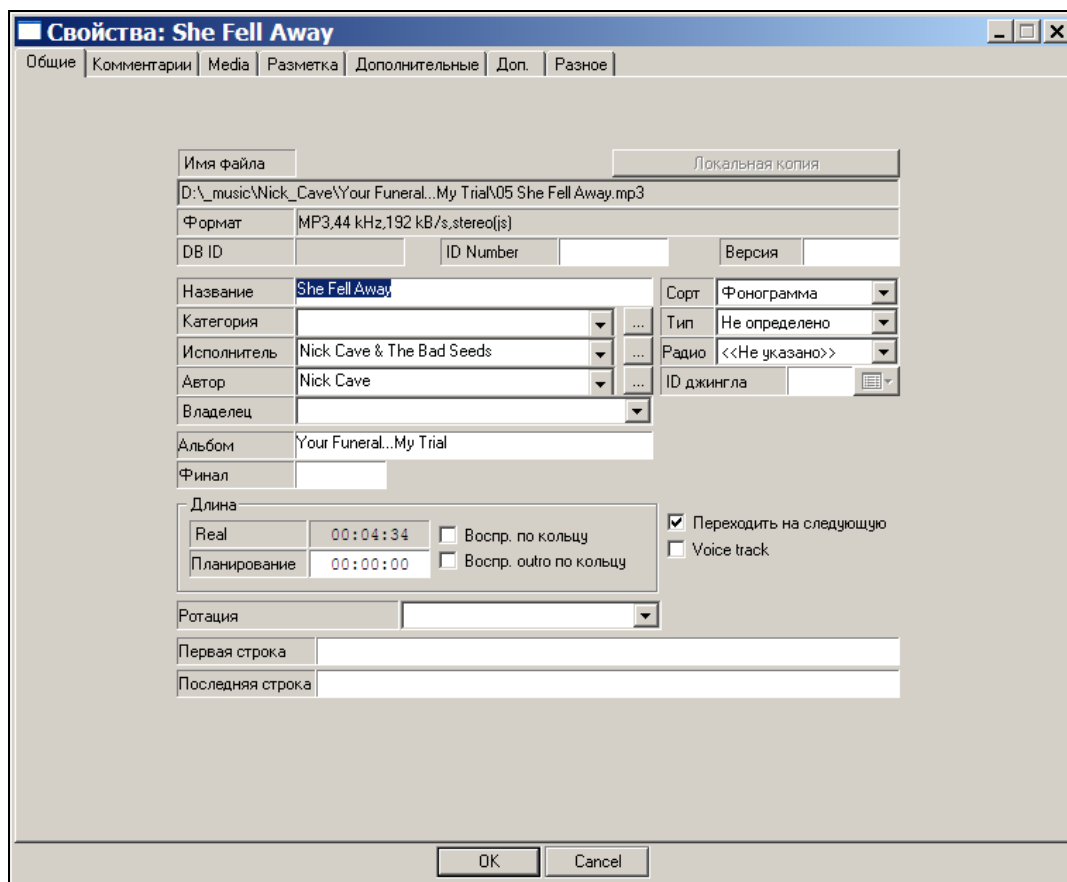 Свойства: She Fell Away
Общие Комментарии Media Разметка Дополнительные Доп. Разное
Имя файла Локальная копия
D:\_music\Nick_Cave\Your Funeral...My Trial\05 She Fell Away.mp3
Формат MP3,44 kHz,192 kB/s,stereo(js)
DB ID ID Number Версия
Название She Fell Away Сорт Фонограмма
Категория ... Тип Не определено
Исполнитель Nick Cave & The Bad Seeds ... Радио <<Не указано>>
Автор Nick Cave ... ID джингла
Владелец
Альбом Your Funeral...My Trial
Финал
Длина
Real 00:04:34 Воспр. по кольцу Переходить на следующую
Планирование 00:00:00 Воспр. outro по кольцу Voice track
Ротация
Первая строка
Последняя строка
OK Cancel